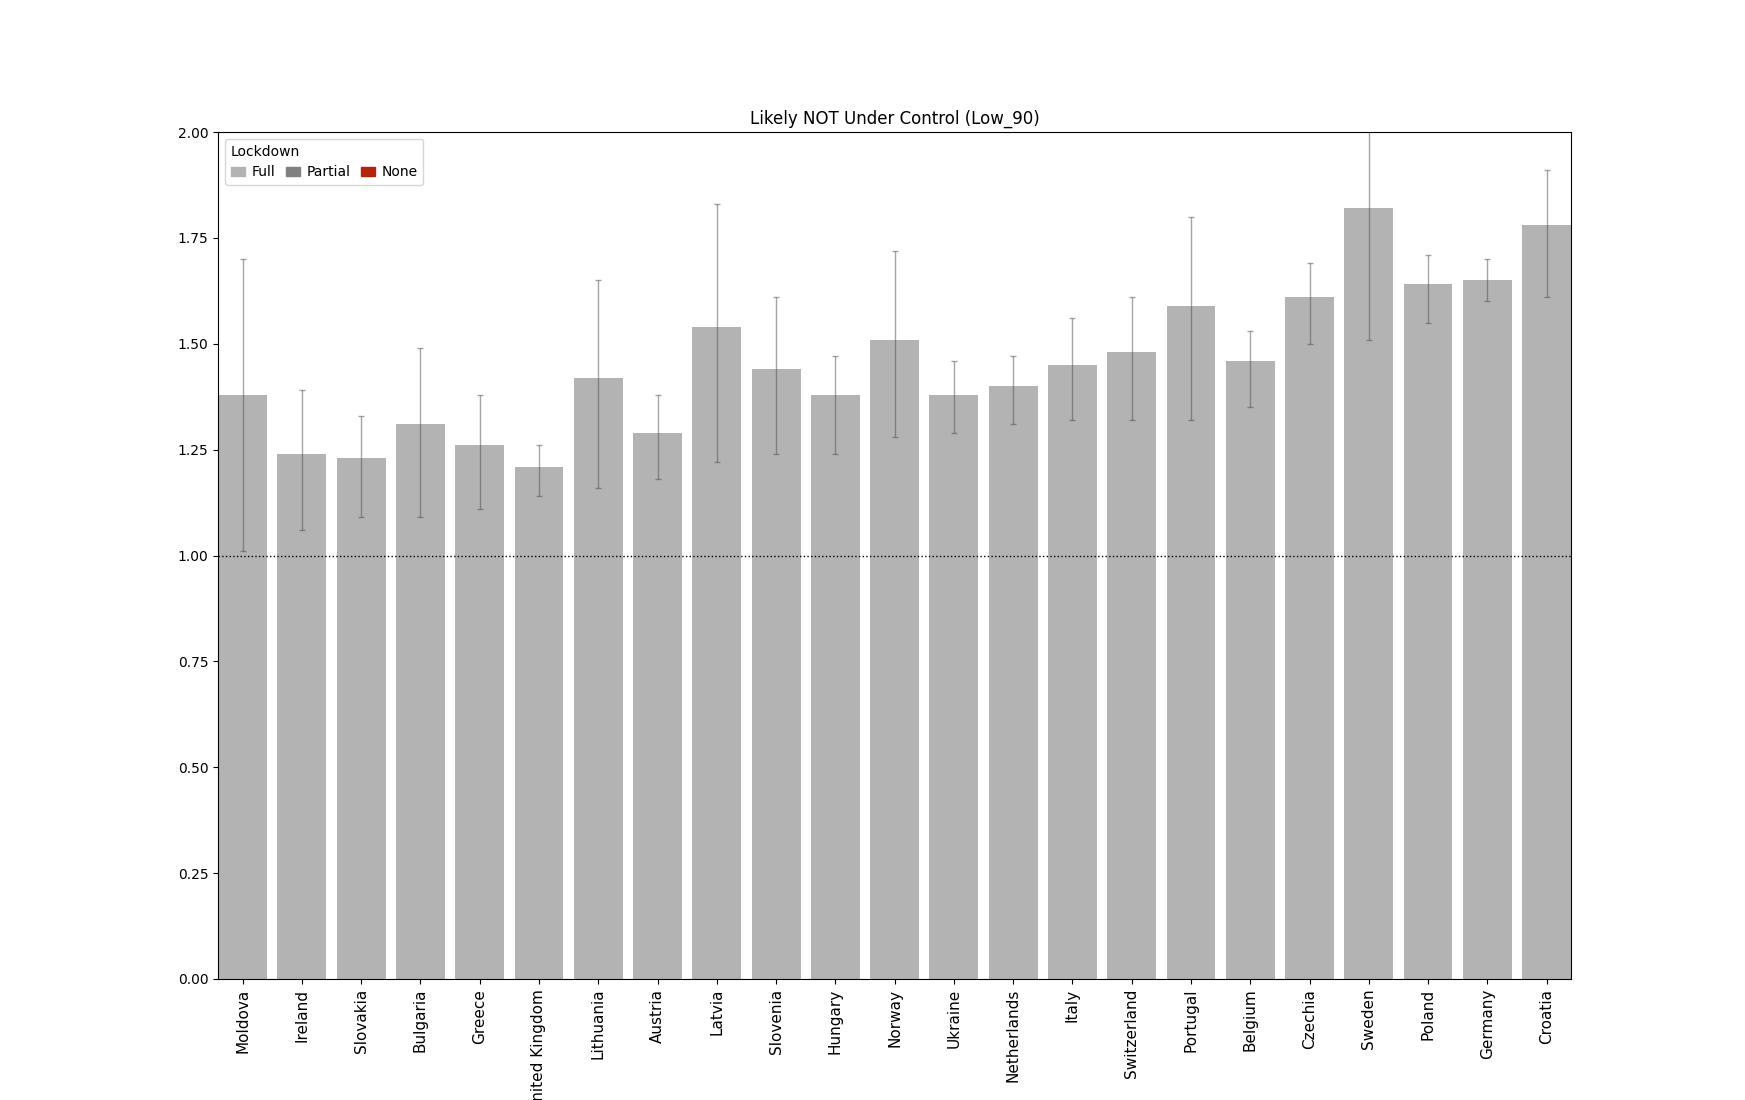 Likely NOT Under Control (Low_90)
Lockdown
Full Partial None
2.00
1.75
1.50
1.25
1.00
0.75
0.50
0.25
0.00
Moldova
Ireland
Slovakia
Bulgaria
Greece
nited Kingdom
Lithuania
Austria
Latvia
Slovenia
Hungary
Norway
Ukraine
Netherlands
Italy
Switzerland
Portugal
Belgium
Czechia
Sweden
Poland
Germany
Croatia